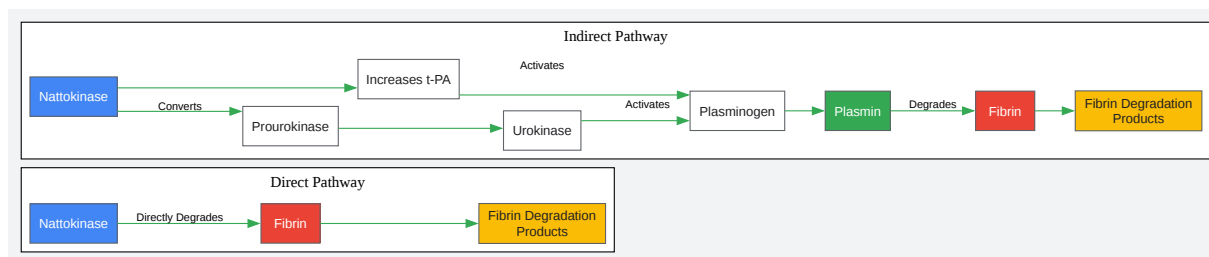 Indirect Pathway
Activates
Increases t-PA
Nattokinase
Converts
Prourokinase
Urokinase
Activates
Plasminogen
Plasmin
Degrades
Fibrin
Fibrin Degradation
Products
Direct Pathway
Nattokinase
Directly Degrades
Fibrin
Fibrin Degradation
Products